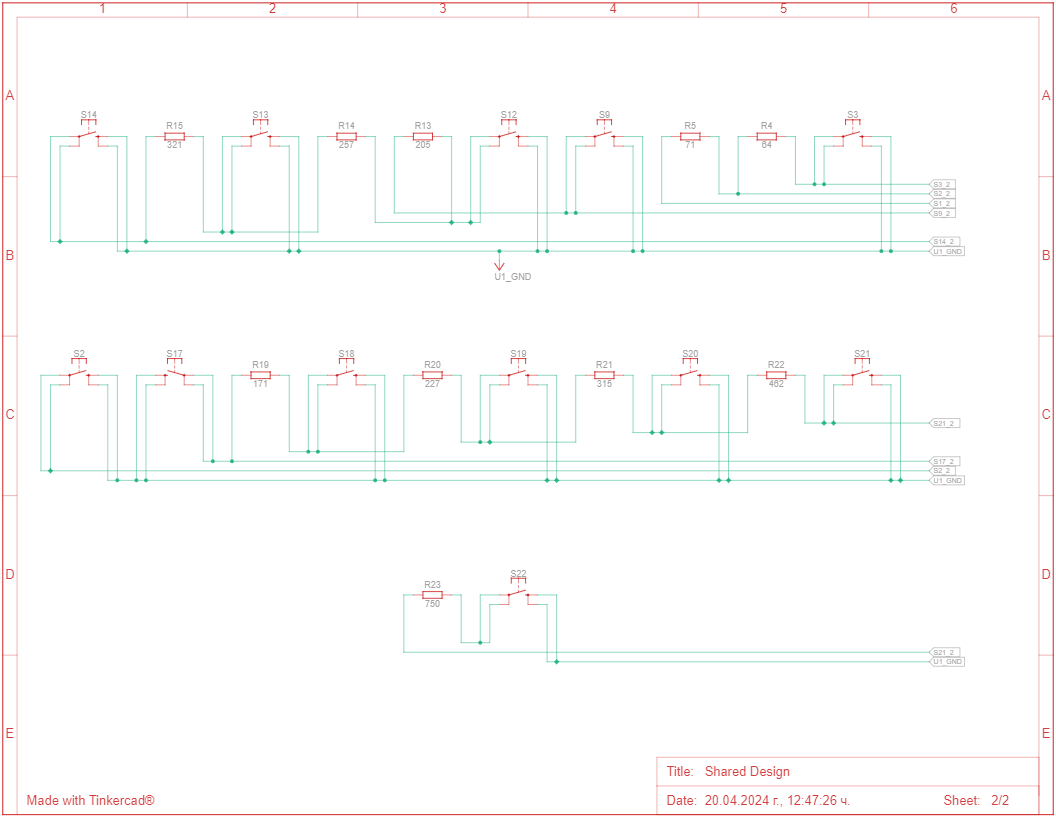 1 2 3 4 5 6
A A
S14 S13 S12 S9 S3
R15 R14 R13 R5 R4
321 257 205 71 64
S3_2
S2_2
S1_2
S9_2
S14_2
B B
U1_GND
U1_GND
S2 S17 S18 S19 S20 S21
R19 R20 R21 R22
171 227 315 462
C C
S21_2
S17_2
S2_2
U1_GND
D D
S22
R23
750
S21_2
U1_GND
E E
Title: Shared Design
Made with Tinkercad®
Date: 20.04.2024 г., 12:47:26 ч. Sheet: 2/2